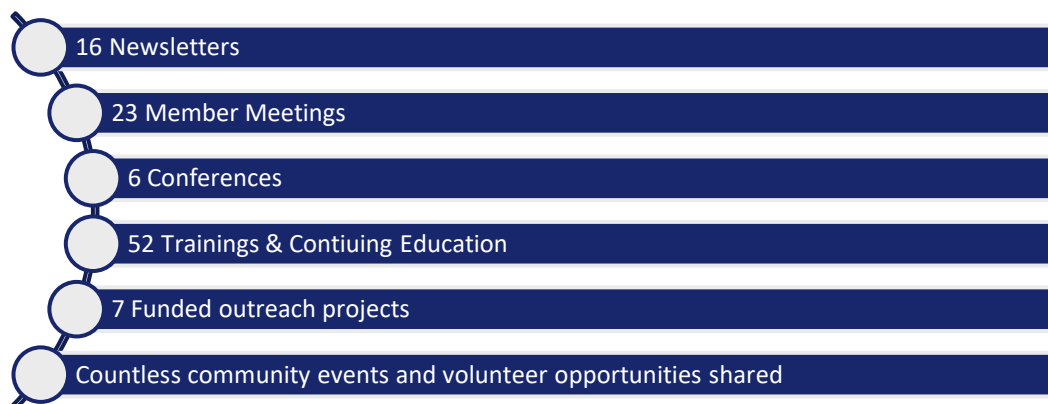 16 Newsletters
23 Member Meetings
6 Conferences
52 Trainings & Contiuing Education
7 Funded outreach projects
Countless community events and volunteer opportunities shared